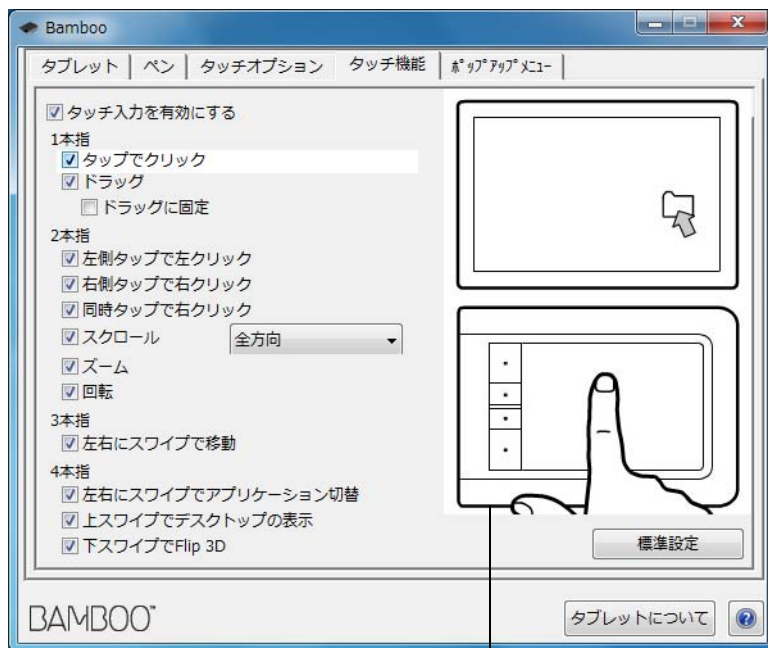 Bamboo
タブレット
ペン
タッチオプション
タッチ機能
ﾎﾟｯﾌﾟｱｯﾌﾟﾒﾆｭｰ
タッチ入力を有効にする
1本指
タップでクリック
ドラッグ
ドラッグに固定
2本指
左側タップで左クリック
右側タップで右クリック
同時タップで右クリック
スクロール
全方向
ズーム
回転
3本指
左右にスワイプで移動
4本指
左右にスワイプでアプリケーション切替
上スワイプでデスクトップの表示
下スワイプでFlip 3D
標準設定
BAMBOO™
タブレットについて
?